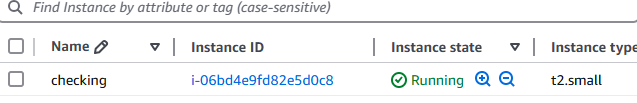 Find Instance by attribute or tag (case-sensitive)
Name Instance ID Instance state Instance type
checking i-06bd4e9fd82e5d0c8 Running t2.small